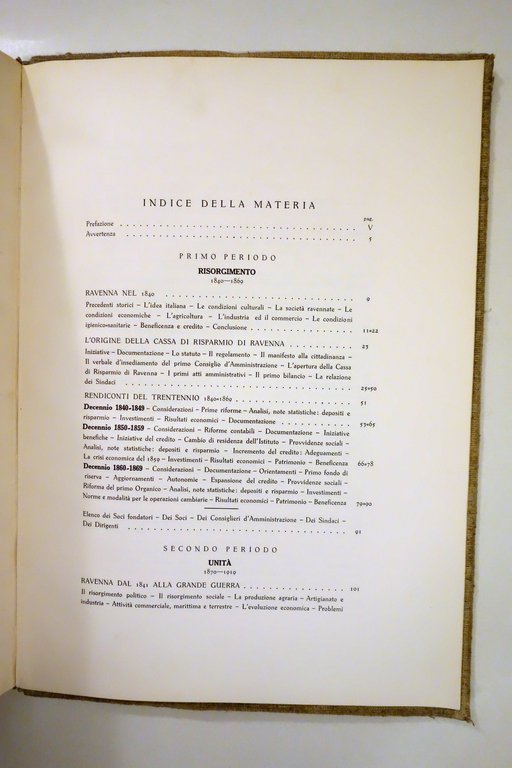 INDICE DELLA MATERIA
pag.
Prefazione . . . . . . . . . . . . . . . . . . . . . . . . . . . . . . . . . . . V
Avvertenza . . . . . . . . . . . . . . . . . . . . . . . . . . . . . . . . . . 5
PRIMO PERIODO
RISORGIMENTO
1840—1869
RAVENNA NEL 1840 . . . . . . . . . . . . . . . . . . . . . . . . . . . . 9
Precedenti storici – L'idea italiana – Le condizioni culturali – La società ravennate – Le
condizioni economiche – L'agricoltura – L'industria ed il commercio – Le condizioni
igienico-sanitarie – Beneficenza e credito – Conclusione . . . . . . . . . . . . 11=22
L'ORIGINE DELLA CASSA DI RISPARMIO DI RAVENNA . . . . . . . . . . 23
Iniziative – Documentazione – Lo statuto – Il regolamento – Il manifesto alla cittadinanza –
Il verbale d'insediamento del primo Consiglio d'Amministrazione – L'apertura della Cassa
di Risparmio di Ravenna – I primi atti amministrativi – Il primo bilancio – La relazione
dei Sindaci . . . . . . . . . . . . . . . . . . . . . . . . . . . . . . . . . . 25=50
RENDICONTI DEL TRENTENNIO 1840=1869 . . . . . . . . . . . . . . . . 51
Decennio 1840-1849 – Considerazioni – Prime riforme – Analisi, note statistiche: depositi e
risparmio – Investimenti – Risultati economici – Documentazione . . . . . . . . . 53=65
Decennio 1850-1859 – Considerazioni – Riforme contabili – Documentazione – Iniziative
benefiche – Iniziative del credito – Cambio di residenza dell'Istituto – Provvidenze sociali –
Analisi, note statistiche: depositi e risparmio – Incremento del credito: Adeguamenti –
La crisi economica del 1859 – Investimenti – Risultati economici – Patrimonio – Beneficenza 66=78
Decennio 1860-1869 – Considerazioni – Documentazione – Orientamenti – Primo fondo di
riserva – Aggiornamenti – Autonomie – Espansione del credito – Provvidenze sociali –
Riforma del primo Organico – Analisi, note statistiche: depositi e risparmio – Investimenti –
Norme e modalità per le operazioni cambiarie – Risultati economici – Patrimonio – Beneficenza 79=90
Elenco dei Soci fondatori – Dei Soci – Dei Consiglieri d'Amministrazione – Dei Sindaci –
Dei Dirigenti . . . . . . . . . . . . . . . . . . . . . . . . . . . . . . . . . 91
SECONDO PERIODO
UNITÀ
1870—1919
RAVENNA DAL 1841 ALLA GRANDE GUERRA . . . . . . . . . . . . . . . 101
Il risorgimento politico – Il risorgimento sociale – La produzione agraria – Artigianato e
industria – Attività commerciale, marittima e terrestre – L'evoluzione economica – Problemi